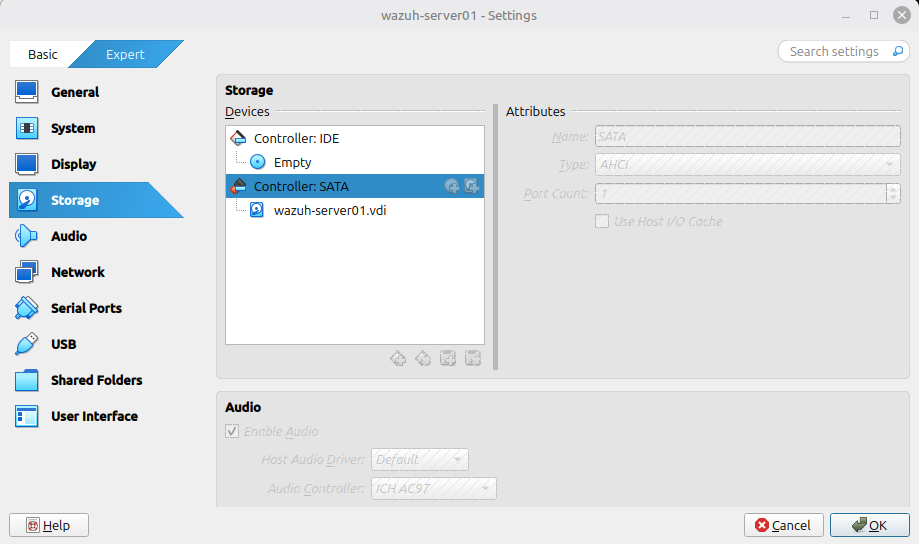 wazuh-server01 - Settings
Basic
Expert
Search settings
General
System
Display
Storage
Audio
Network
Serial Ports
USB
Shared Folders
User Interface
Storage
Devices
Controller: IDE
Empty
Controller: SATA
wazuh-server01.vdi
Attributes
Name: SATA
Type: AHCI
Port Count: 1
Use Host I/O Cache
Audio
Enable Audio
Host Audio Driver: Default
Audio Controller: ICH AC97
Help
Cancel
OK